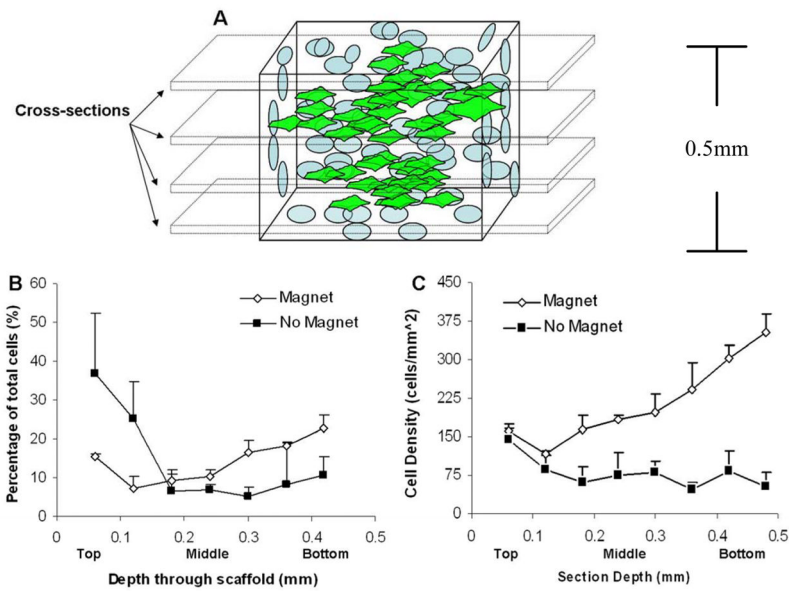 A
Cross-sections
0.5mm
B
60
50
40
30
20
10
0
Percentage of total cells (%)
Magnet
No Magnet
0 0.1 0.2 0.3 0.4 0.5
Top Middle Bottom
Depth through scaffold (mm)
C
450
375
300
225
150
75
0
Cell Density (cells/mm^2)
Magnet
No Magnet
0 0.1 0.2 0.3 0.4 0.5
Top Middle Bottom
Section Depth (mm)